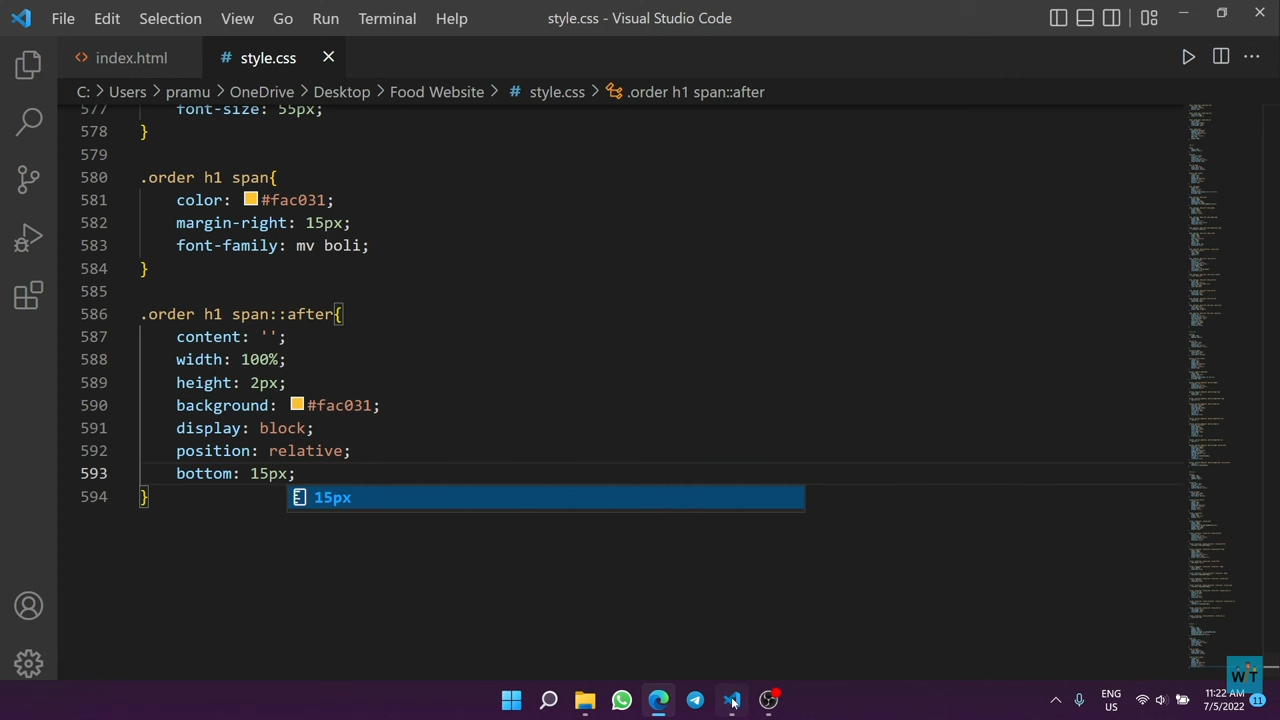 File Edit Selection View Go Run Terminal Help style.css - Visual Studio Code
<> index.html # style.css
C: > Users > pramu > OneDrive > Desktop > Food Website > # style.css > .order h1 span::after
577 font-size: 55px;
578 }
579
580 .order h1 span{
581 color: #fac031;
582 margin-right: 15px;
583 font-family: mv boli;
584 }
585
586 .order h1 span::after{
587 content: '';
588 width: 100%;
589 height: 2px;
590 background: #fac031;
591 display: block;
592 position: relative;
593 bottom: 15px;
15px
594 }
WT
ENG
US
11:22 AM
7/5/2022
11